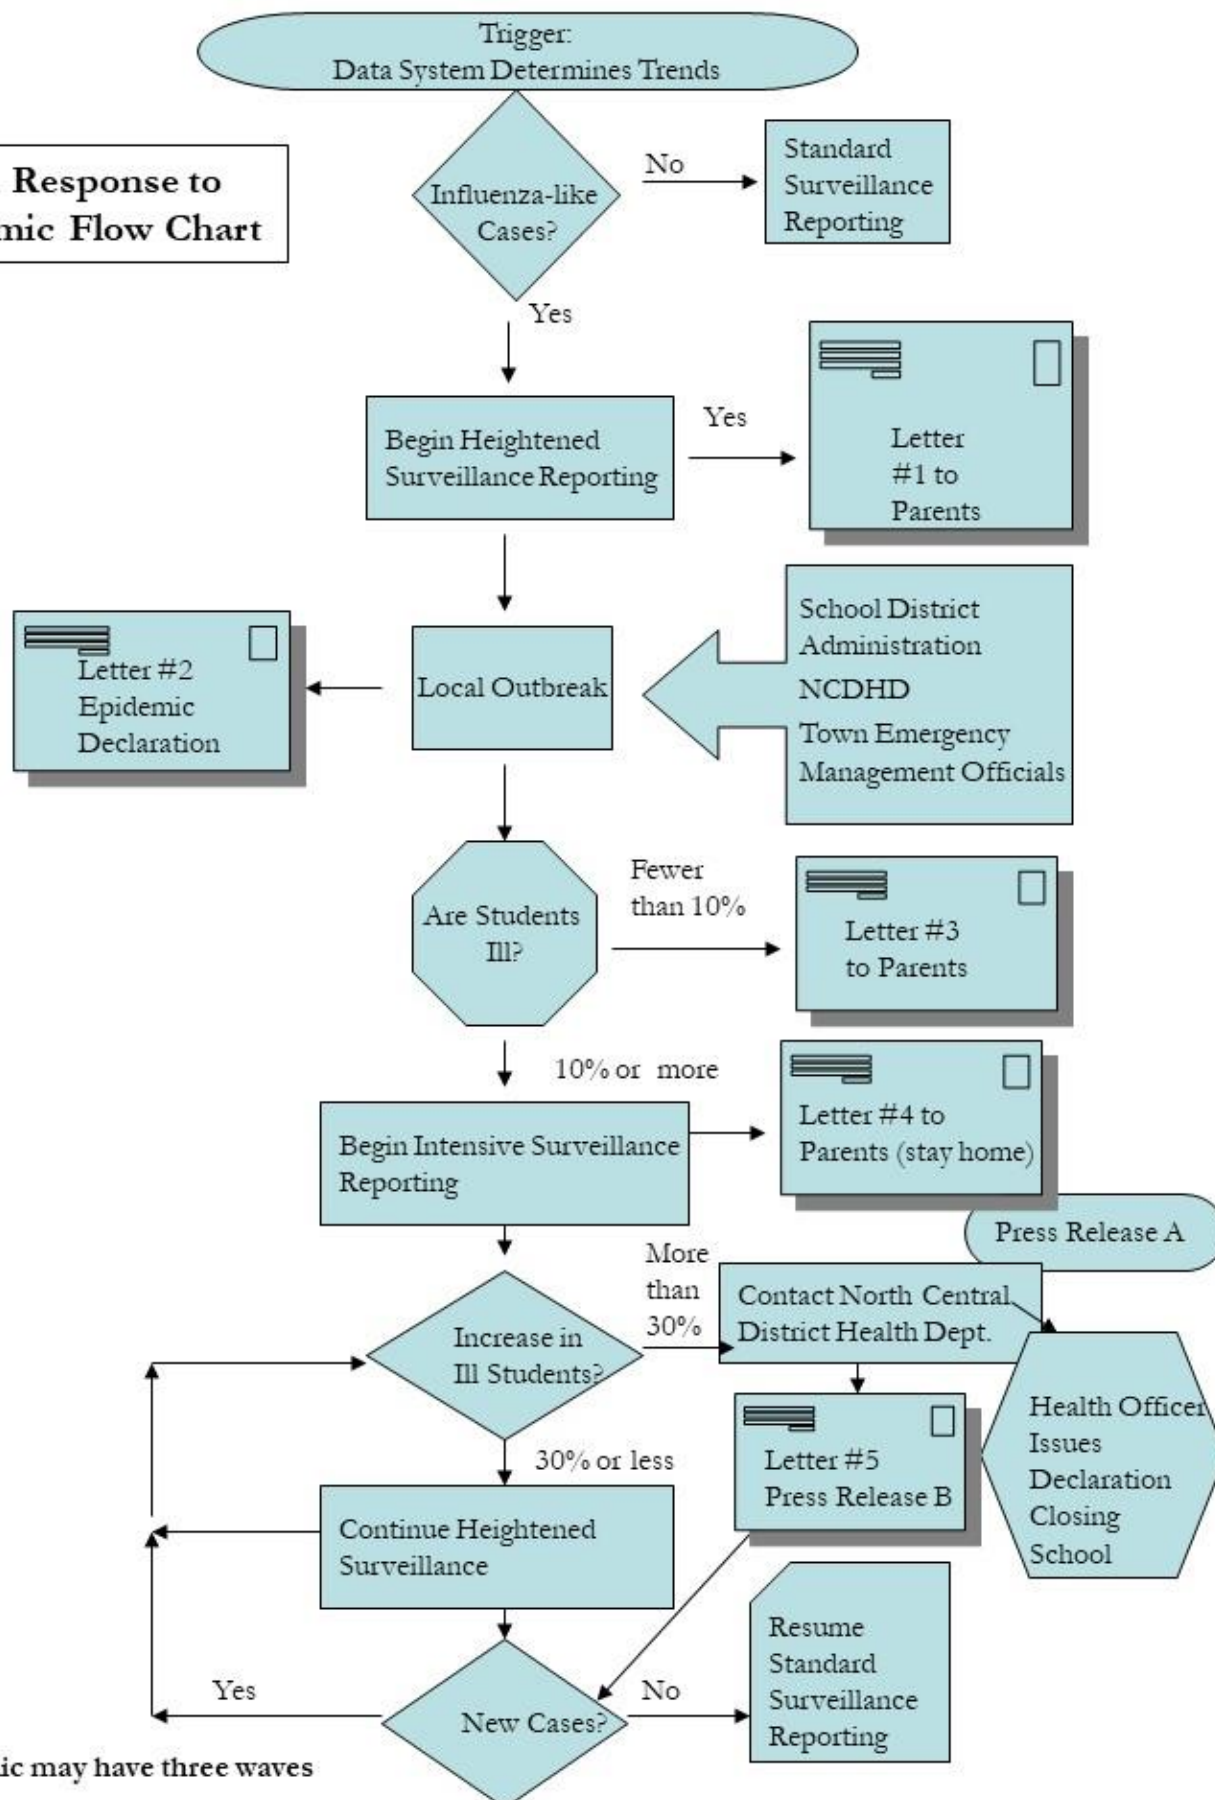 Trigger:
Data System Determines Trends
Response to
mic Flow Chart
Influenza-like
Cases?
No
Standard
Surveillance
Reporting
Yes
Begin Heightened
Surveillance Reporting
Yes
Letter
#1 to
Parents
Letter #2
Epidemic
Declaration
Local Outbreak
School District
Administration
NCDHD
Town Emergency
Management Officials
Are Students
Ill?
Fewer
than 10%
Letter #3
to Parents
10% or more
Begin Intensive Surveillance
Reporting
Letter #4 to
Parents (stay home)
Press Release A
Increase in
Ill Students?
More
than
30%
Contact North Central
District Health Dept.
Health Officer
Issues
Declaration
Closing
School
30% or less
Letter #5
Press Release B
Continue Heightened
Surveillance
Yes
New Cases?
No
Resume
Standard
Surveillance
Reporting
ic may have three waves